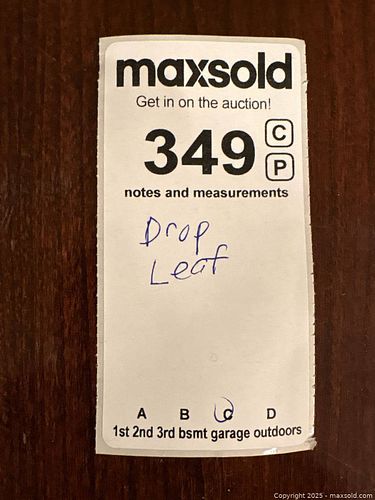 maxsold
Get in on the auction!
349 C
P
notes and measurements
Drop
Leaf
A B C D
1st 2nd 3rd bsmt garage outdoors
Copyright 2025 - maxsold.com